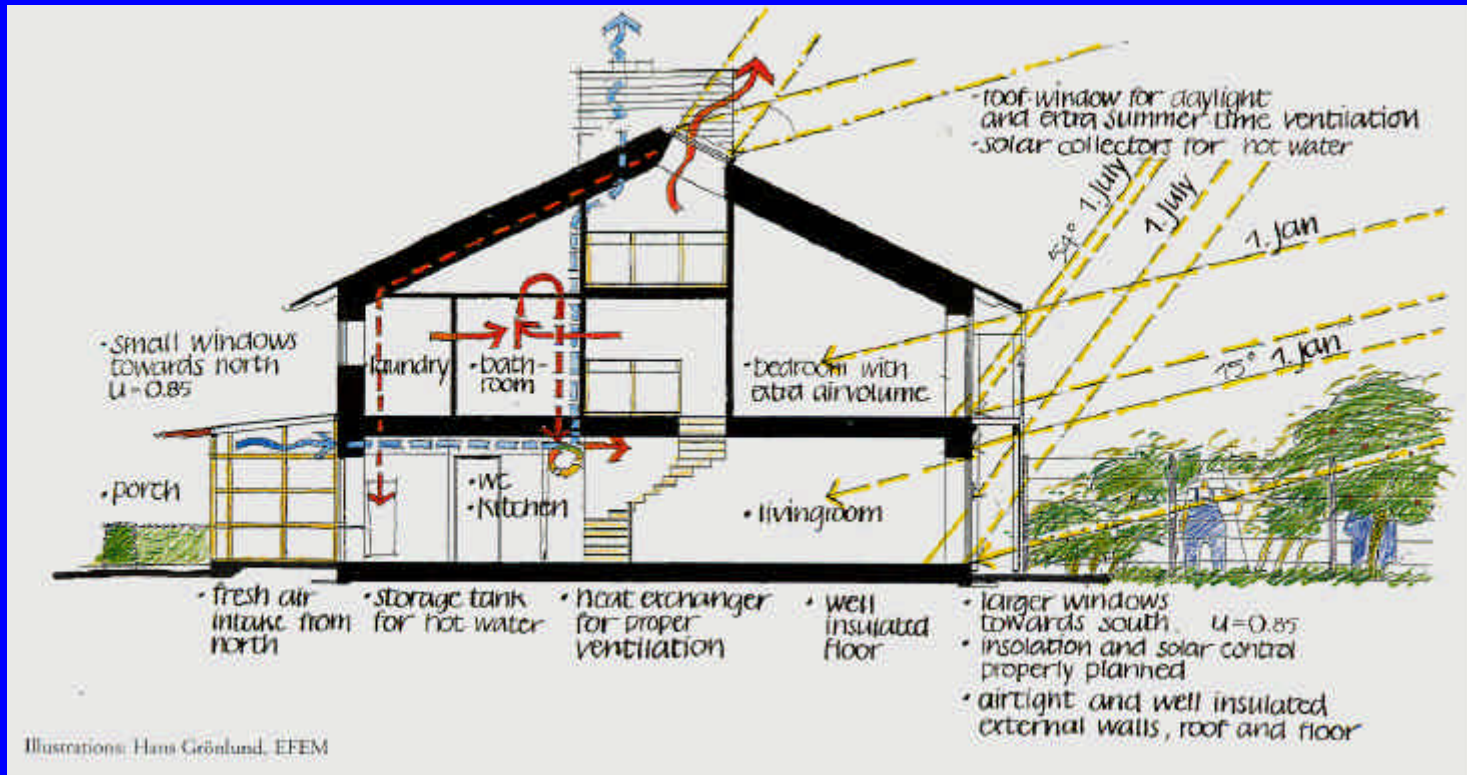 • roof-window for daylight
and extra summer time ventilation
• solar collectors for hot water
54° 1. July
1. July
1. jan
15° 1. jan
• small windows
towards north
u=0.85
laundry
• bath-
room
• bedroom with
extra air volume
• porch
• wc
• kitchen
• livingroom
• fresh air
intake from
north
• storage tank
for hot water
• heat exchanger
for proper
ventilation
• well
insulated
floor
• larger windows
towards south. u=0.85
• insolation and solar control
properly planned
• airtight and well insulated
external walls, roof and floor
Illustrations: Hans Grönlund, EFEM